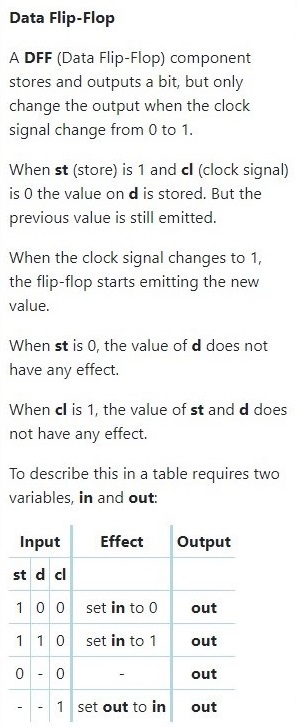 Data Flip-Flop
A DFF (Data Flip-Flop) component
stores and outputs a bit, but only
change the output when the clock
signal change from 0 to 1.
When st (store) is 1 and cl (clock signal)
is 0 the value on d is stored. But the
previous value is still emitted.
When the clock signal changes to 1,
the flip-flop starts emitting the new
value.
When st is 0, the value of d does not
have any effect.
When cl is 1, the value of st and d does
not have any effect.
To describe this in a table requires two
variables, in and out:
Input Effect Output
st d cl
1 0 0 set in to 0 out
1 1 0 set in to 1 out
0 - 0 - out
- - 1 set out to in out